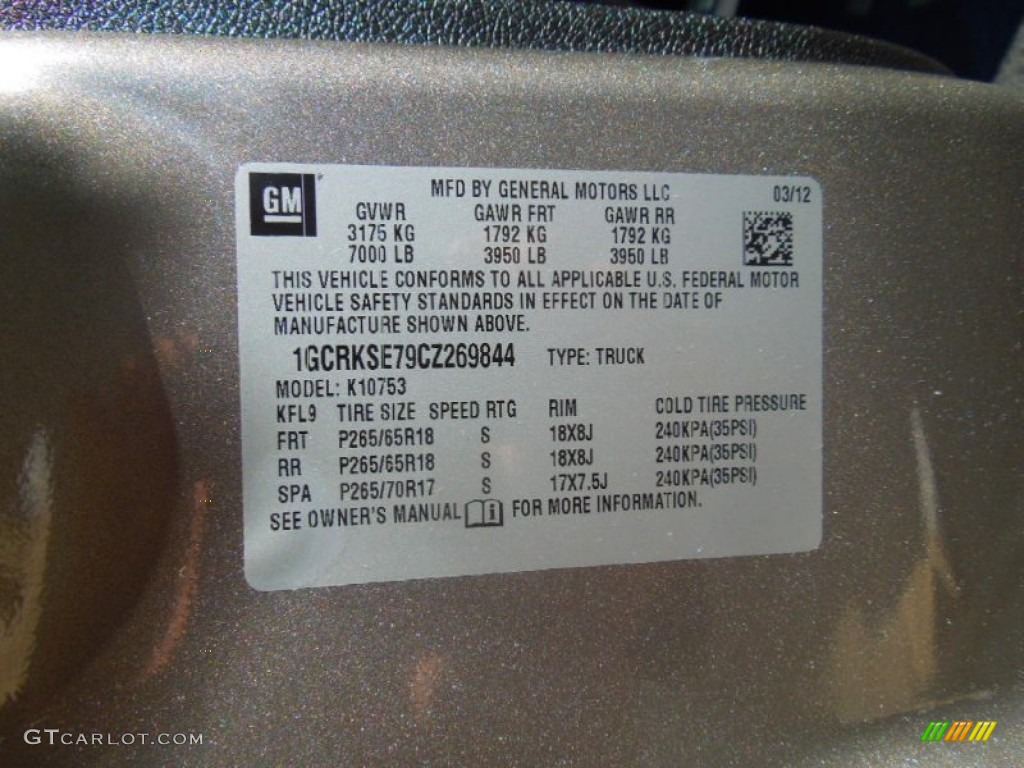 GM
MFD BY GENERAL MOTORS LLC 03/12
GVWR GAWR FRT GAWR RR
3175 KG 1792 KG 1792 KG
7000 LB 3950 LB 3950 LB
THIS VEHICLE CONFORMS TO ALL APPLICABLE U.S. FEDERAL MOTOR
VEHICLE SAFETY STANDARDS IN EFFECT ON THE DATE OF
MANUFACTURE SHOWN ABOVE.
1GCRKSE79CZ269844 TYPE: TRUCK
MODEL: K10753
KFL9 TIRE SIZE SPEED RTG RIM COLD TIRE PRESSURE
FRT P265/65R18 S 18X8J 240KPA(35PSI)
RR P265/65R18 S 18X8J 240KPA(35PSI)
SPA P265/70R17 S 17X7.5J 240KPA(35PSI)
SEE OWNER'S MANUAL i FOR MORE INFORMATION.
GTCARLOT.COM